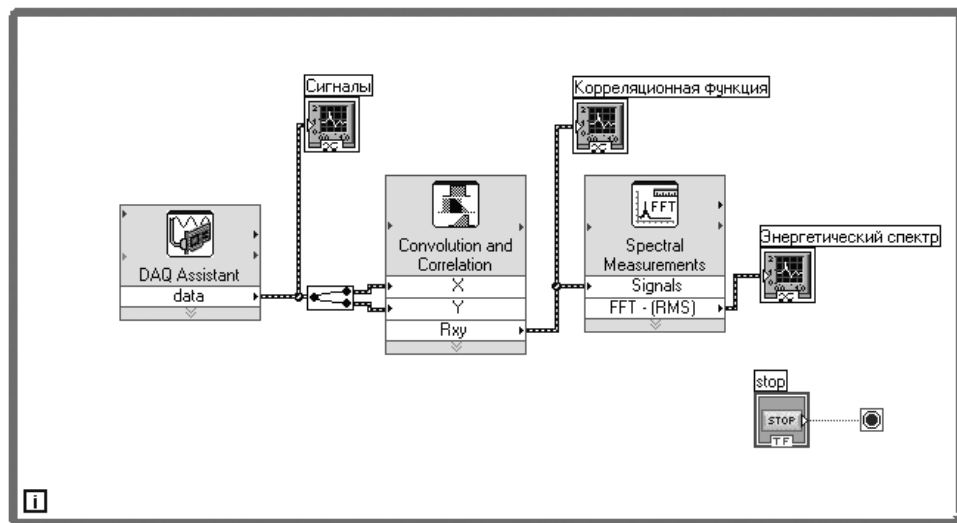 Сигналы
Корреляционная функция
FFT
DAQ Assistant
data
Convolution and
Correlation
X
Y
Rxy
Spectral
Measurements
Signals
FFT - (RMS)
Энергетический спектр
stop
STOP
TF
i